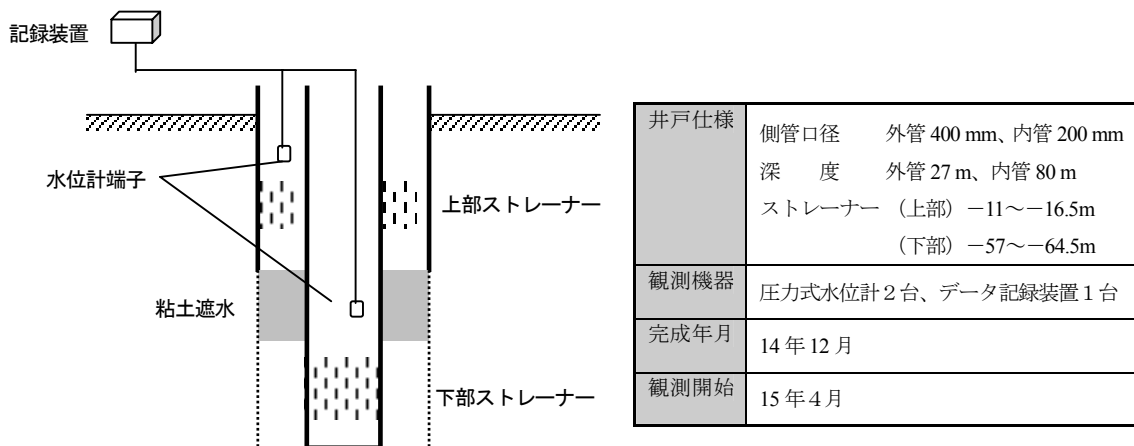 記録装置
水位計端子
上部ストレーナー
粘土遮水
下部ストレーナー
井戸仕様
側管口径 外管 400 mm、内管 200 mm
深 度 外管 27 m、内管 80 m
ストレーナー (上部) -11~-16.5m
(下部) -57~-64.5m
観測機器
圧力式水位計2台、データ記録装置1台
完成年月
14 年 12 月
観測開始
15 年4月